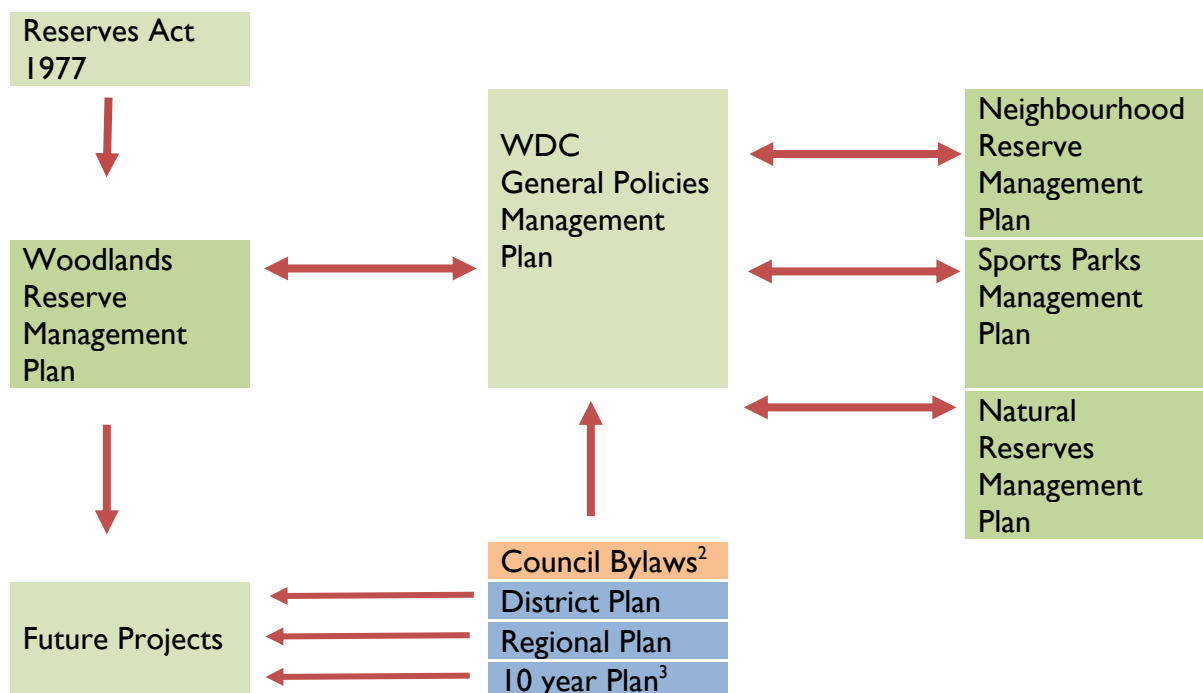 Reserves Act
1977
WDC
General Policies
Management
Plan
Neighbourhood
Reserve
Management
Plan
Woodlands
Reserve
Management
Plan
Sports Parks
Management
Plan
Natural
Reserves
Management
Plan
Council Bylaws²
District Plan
Regional Plan
10 year Plan³
Future Projects